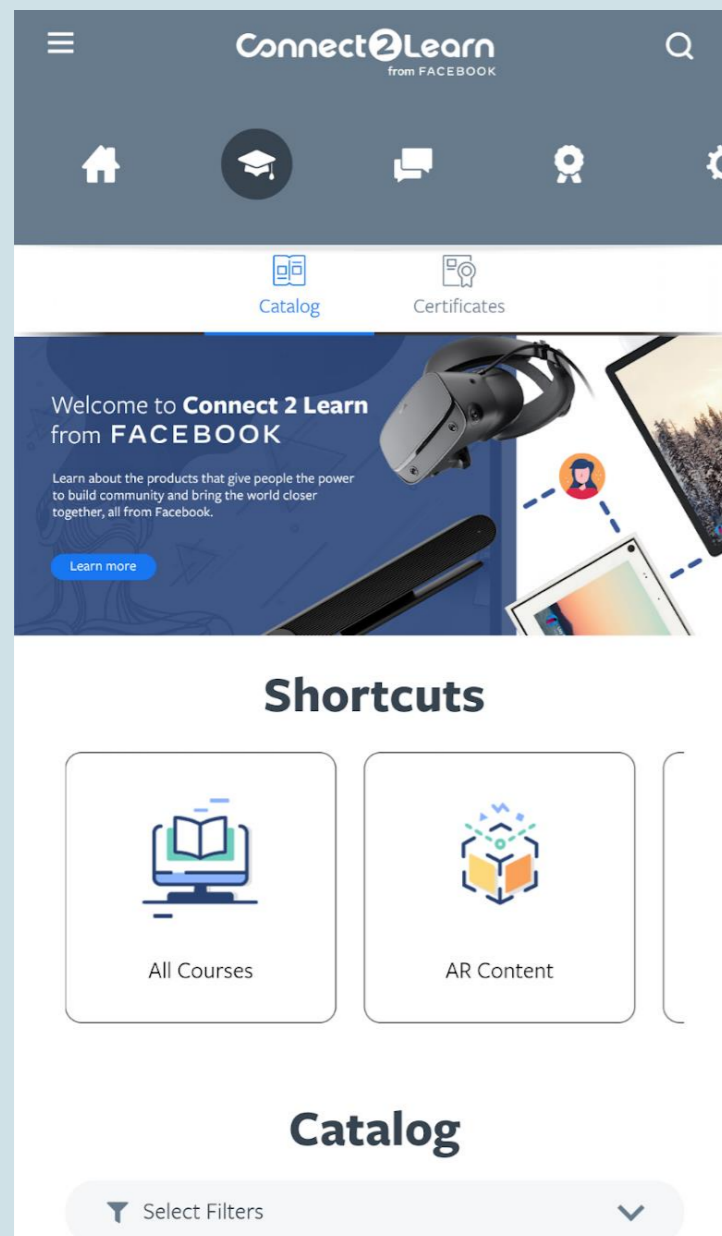 Connect2Learn
from FACEBOOK
Catalog
Certificates
Welcome to Connect 2 Learn
from FACEBOOK
Learn about the products that give people the power
to build community and bring the world closer
together, all from Facebook.
Learn more
Shortcuts
All Courses
AR Content
Catalog
Select Filters